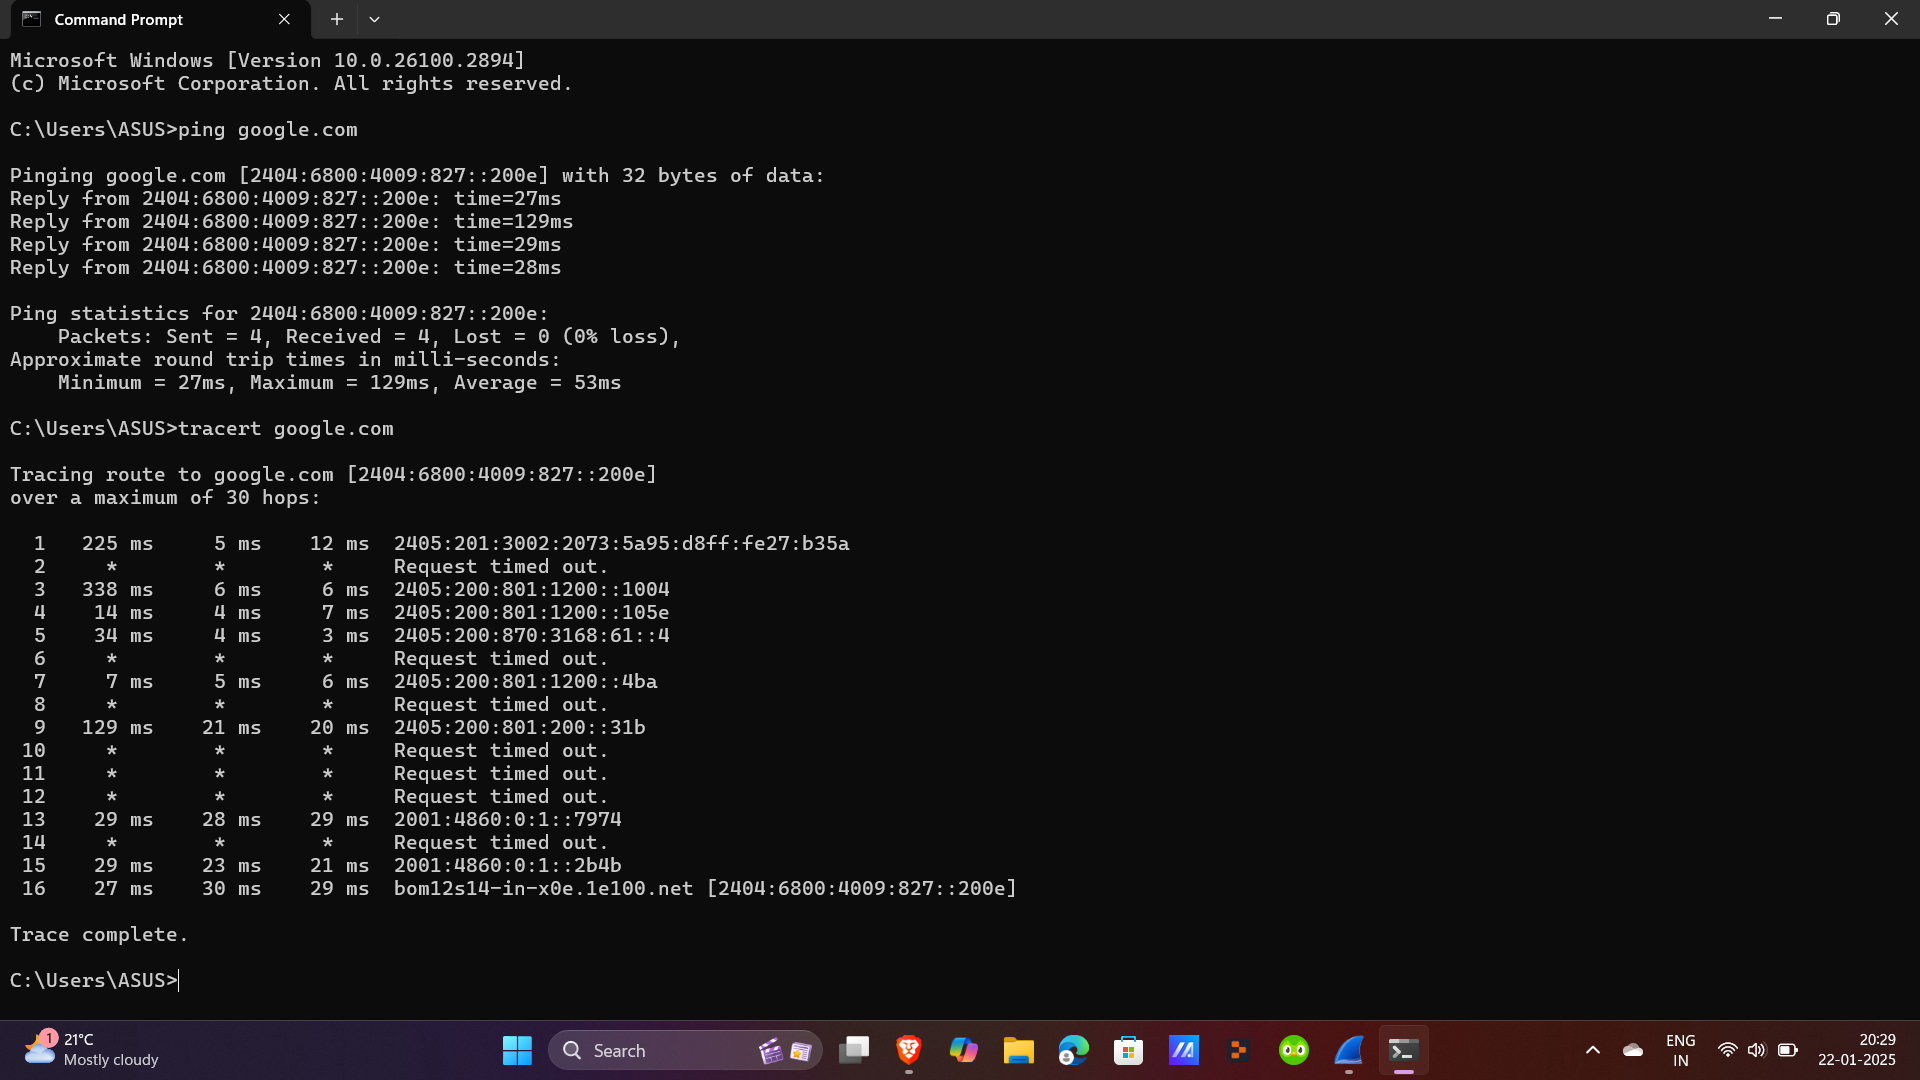 Command Prompt
Microsoft Windows [Version 10.0.26100.2894]
(c) Microsoft Corporation. All rights reserved.
C:\Users\ASUS>ping google.com
Pinging google.com [2404:6800:4009:827::200e] with 32 bytes of data:
Reply from 2404:6800:4009:827::200e: time=27ms
Reply from 2404:6800:4009:827::200e: time=129ms
Reply from 2404:6800:4009:827::200e: time=29ms
Reply from 2404:6800:4009:827::200e: time=28ms
Ping statistics for 2404:6800:4009:827::200e:
    Packets: Sent = 4, Received = 4, Lost = 0 (0% loss),
Approximate round trip times in milli-seconds:
    Minimum = 27ms, Maximum = 129ms, Average = 53ms
C:\Users\ASUS>tracert google.com
Tracing route to google.com [2404:6800:4009:827::200e]
over a maximum of 30 hops:
  1   225 ms     5 ms    12 ms  2405:201:3002:2073:5a95:d8ff:fe27:b35a
  2     *        *        *     Request timed out.
  3   338 ms     6 ms     6 ms  2405:200:801:1200::1004
  4    14 ms     4 ms     7 ms  2405:200:801:1200::105e
  5    34 ms     4 ms     3 ms  2405:200:870:3168:61::4
  6     *        *        *     Request timed out.
  7     7 ms     5 ms     6 ms  2405:200:801:1200::4ba
  8     *        *        *     Request timed out.
  9   129 ms    21 ms    20 ms  2405:200:801:200::31b
 10     *        *        *     Request timed out.
 11     *        *        *     Request timed out.
 12     *        *        *     Request timed out.
 13    29 ms    28 ms    29 ms  2001:4860:0:1::7974
 14     *        *        *     Request timed out.
 15    29 ms    23 ms    21 ms  2001:4860:0:1::2b4b
 16    27 ms    30 ms    29 ms  bom12s14-in-x0e.1e100.net [2404:6800:4009:827::200e]
Trace complete.
C:\Users\ASUS>
1
21°C
Mostly cloudy
Search
ENG
IN
20:29
22-01-2025